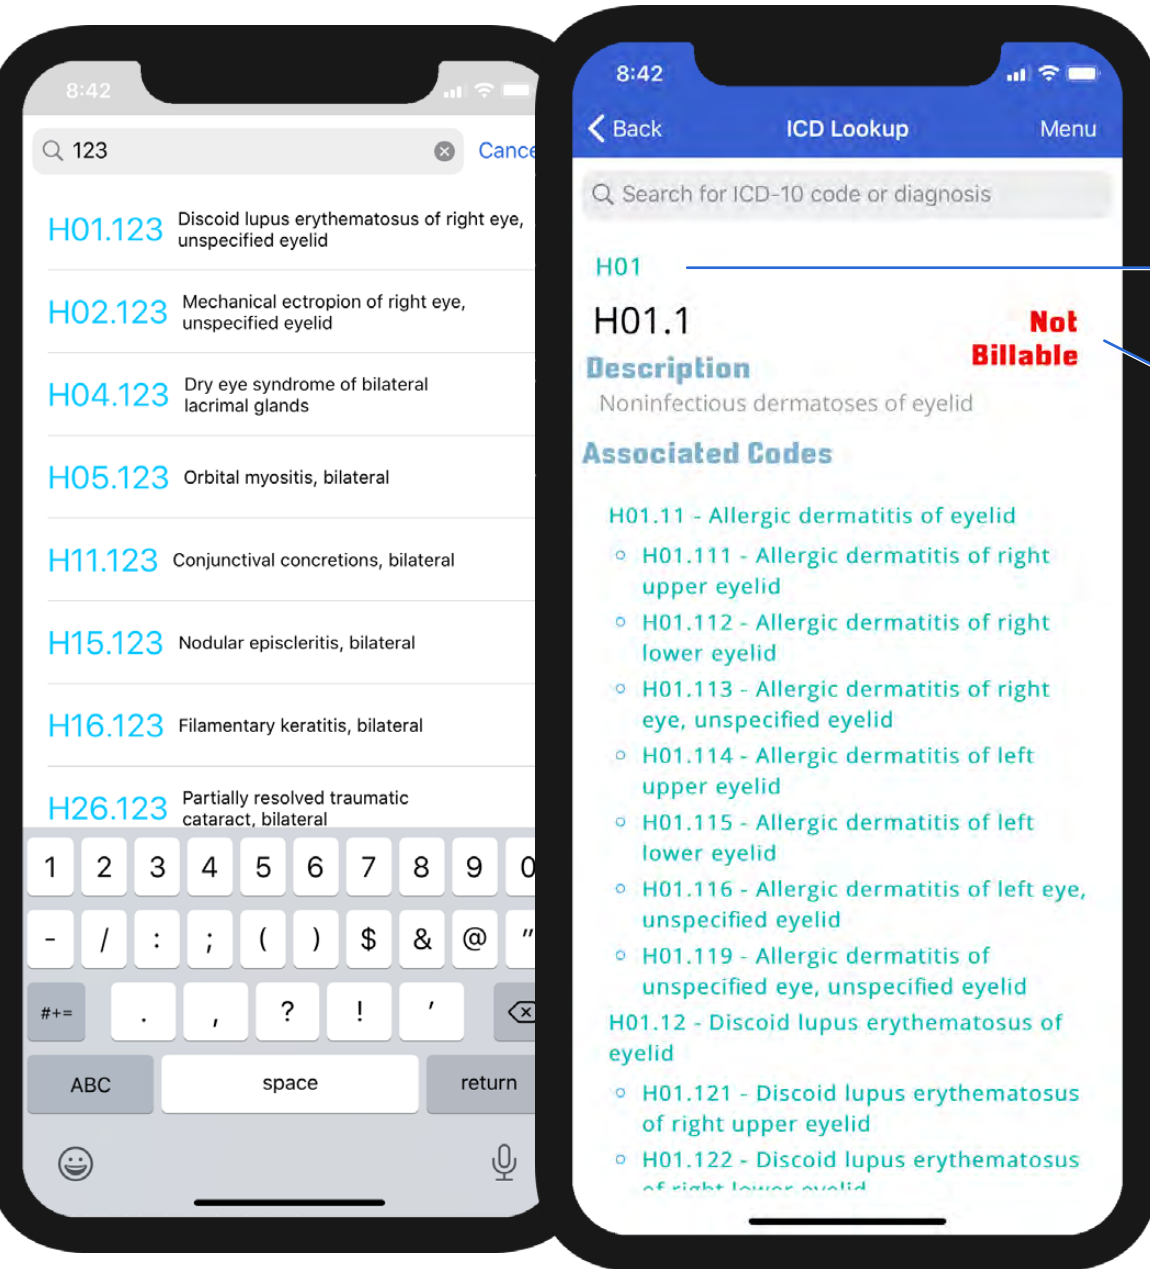 8:42
123
Cance
H01.123
Discoid lupus erythematosus of right eye,
unspecified eyelid
H02.123
Mechanical ectropion of right eye,
unspecified eyelid
H04.123
Dry eye syndrome of bilateral
lacrimal glands
H05.123
Orbital myositis, bilateral
H11.123
Conjunctival concretions, bilateral
H15.123
Nodular episcleritis, bilateral
H16.123
Filamentary keratitis, bilateral
H26.123
Partially resolved traumatic
cataract, bilateral
1 2 3 4 5 6 7 8 9 0
- / : ; ( ) $ & @ "
#+= . , ? ! '
ABC space return
8:42
Back ICD Lookup Menu
Search for ICD-10 code or diagnosis
H01
H01.1
Not
Billable
Description
Noninfectious dermatoses of eyelid
Associated Codes
H01.11 - Allergic dermatitis of eyelid
H01.111 - Allergic dermatitis of right
upper eyelid
H01.112 - Allergic dermatitis of right
lower eyelid
H01.113 - Allergic dermatitis of right
eye, unspecified eyelid
H01.114 - Allergic dermatitis of left
upper eyelid
H01.115 - Allergic dermatitis of left
lower eyelid
H01.116 - Allergic dermatitis of left eye,
unspecified eyelid
H01.119 - Allergic dermatitis of
unspecified eye, unspecified eyelid
H01.12 - Discoid lupus erythematosus of
eyelid
H01.121 - Discoid lupus erythematosus
of right upper eyelid
H01.122 - Discoid lupus erythematosus
of right lower eyelid